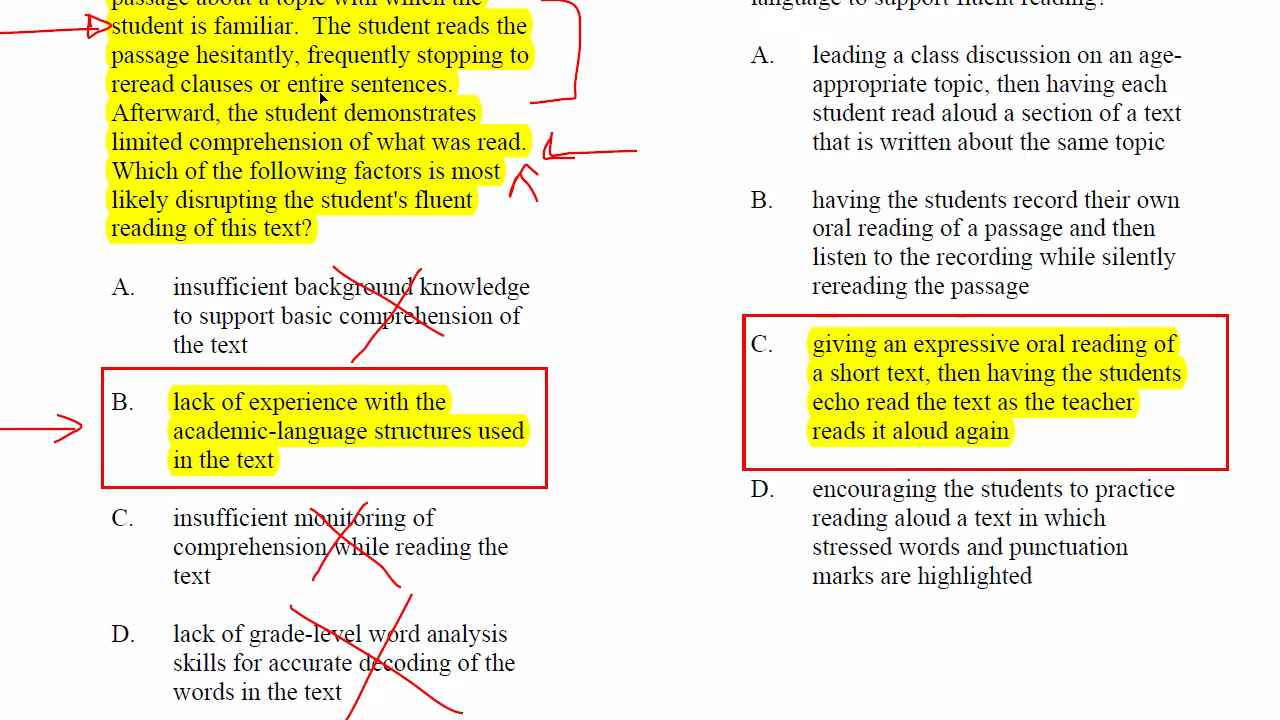 passage about a topic with which the
student is familiar. The student reads the
passage hesitantly, frequently stopping to
reread clauses or entire sentences.
Afterward, the student demonstrates
limited comprehension of what was read.
Which of the following factors is most
likely disrupting the student's fluent
reading of this text?
A. insufficient background knowledge
to support basic comprehension of
the text
B. lack of experience with the
academic-language structures used
in the text
C. insufficient monitoring of
comprehension while reading the
text
D. lack of grade-level word analysis
skills for accurate decoding of the
words in the text
language to support fluent reading?
A. leading a class discussion on an age-
appropriate topic, then having each
student read aloud a section of a text
that is written about the same topic
B. having the students record their own
oral reading of a passage and then
listen to the recording while silently
rereading the passage
C. giving an expressive oral reading of
a short text, then having the students
echo read the text as the teacher
reads it aloud again
D. encouraging the students to practice
reading aloud a text in which
stressed words and punctuation
marks are highlighted